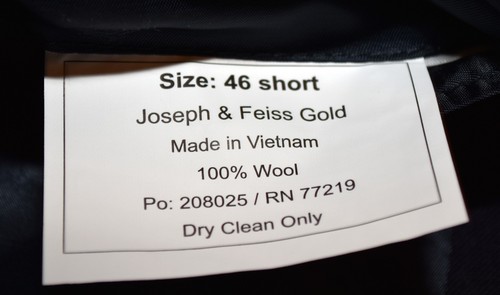 Size: 46 short
Joseph & Feiss Gold
Made in Vietnam
100% Wool
Po: 208025 / RN 77219
Dry Clean Only